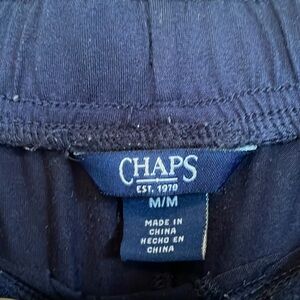 CHAPS
EST. 1978
M/M
MADE IN
CHINA
HECHO EN
CHINA